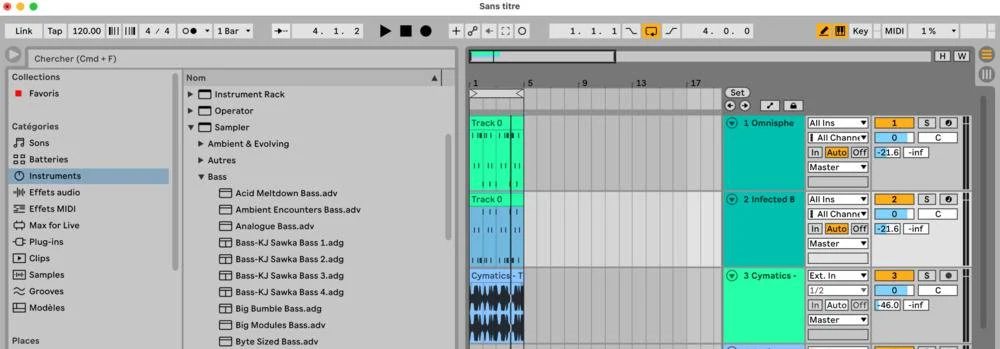 Sans titre
Link Tap 120.00 4 / 4 1 Bar 4. 1. 2 1. 1. 1 4. 0. 0 Key MIDI 1 %
Chercher (Cmd + F)
H W
Collections
Favoris
Catégories
Sons
Batteries
Instruments
Effets audio
Effets MIDI
Max for Live
Plug-ins
Clips
Samples
Grooves
Modèles
Places
Nom
Instrument Rack
Operator
Sampler
Ambient & Evolving
Autres
Bass
Acid Meltdown Bass.adv
Ambient Encounters Bass.adv
Analogue Bass.adv
Bass-KJ Sawka Bass 1.adg
Bass-KJ Sawka Bass 2.adg
Bass-KJ Sawka Bass 3.adg
Bass-KJ Sawka Bass 4.adg
Big Bumble Bass.adg
Big Modules Bass.adv
Byte Sized Bass.adv
1 5 9 13 17
Set
Track 0
1 Omnisphe
All Ins
1 S
All Channe
0 C
In Auto Off
-21.6 -inf
Master
Track 0
2 Infected B
All Ins
2 S
All Channe
0 C
In Auto Off
-21.6 -inf
Master
Cymatics - T
3 Cymatics -
Ext. In
3 S
1/2
0 C
In Auto Off
-46.0 -inf
Master